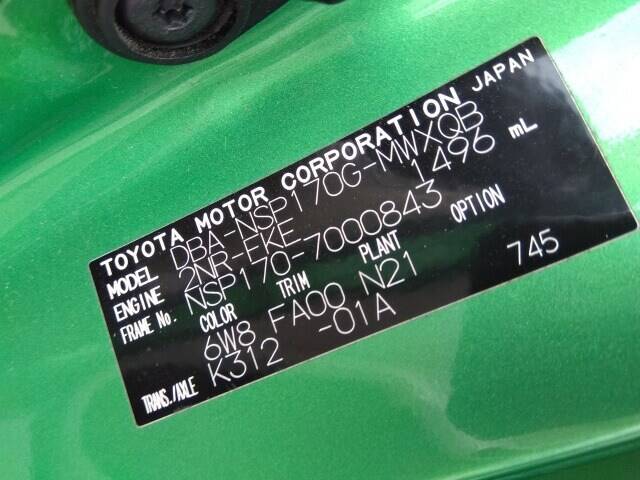 TOYOTA MOTOR CORPORATION JAPAN
MODEL DBA-NSP170G-MWXQB
ENGINE 2NR-FKE 1496 mL
FRAME No. NSP170-7000843
COLOR TRIM PLANT OPTION
6W8 FA00 N21 745
TRANS./AXLE K312 -01A